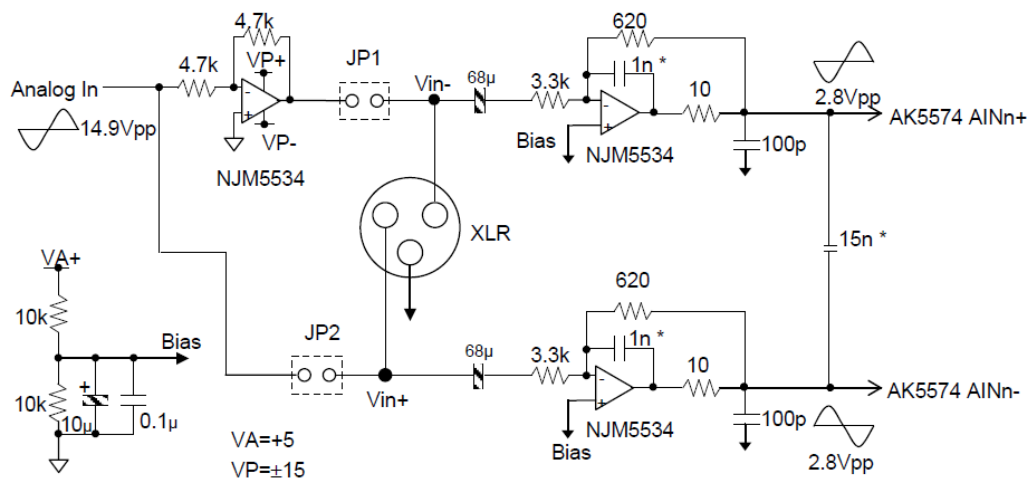 4.7k
4.7k
VP+
JP1
Vin-
68µ
3.3k
620
1n *
10
2.8Vpp
Analog In
14.9Vpp
-
+
VP-
NJM5534
Bias
-
+
NJM5534
100p
AK5574 AINn+
XLR
15n *
VA+
10k
Bias
10k
+
10µ
0.1µ
JP2
Vin+
68µ
3.3k
620
1n *
10
-
+
Bias
NJM5534
100p
AK5574 AINn-
2.8Vpp
VA=+5
VP=±15